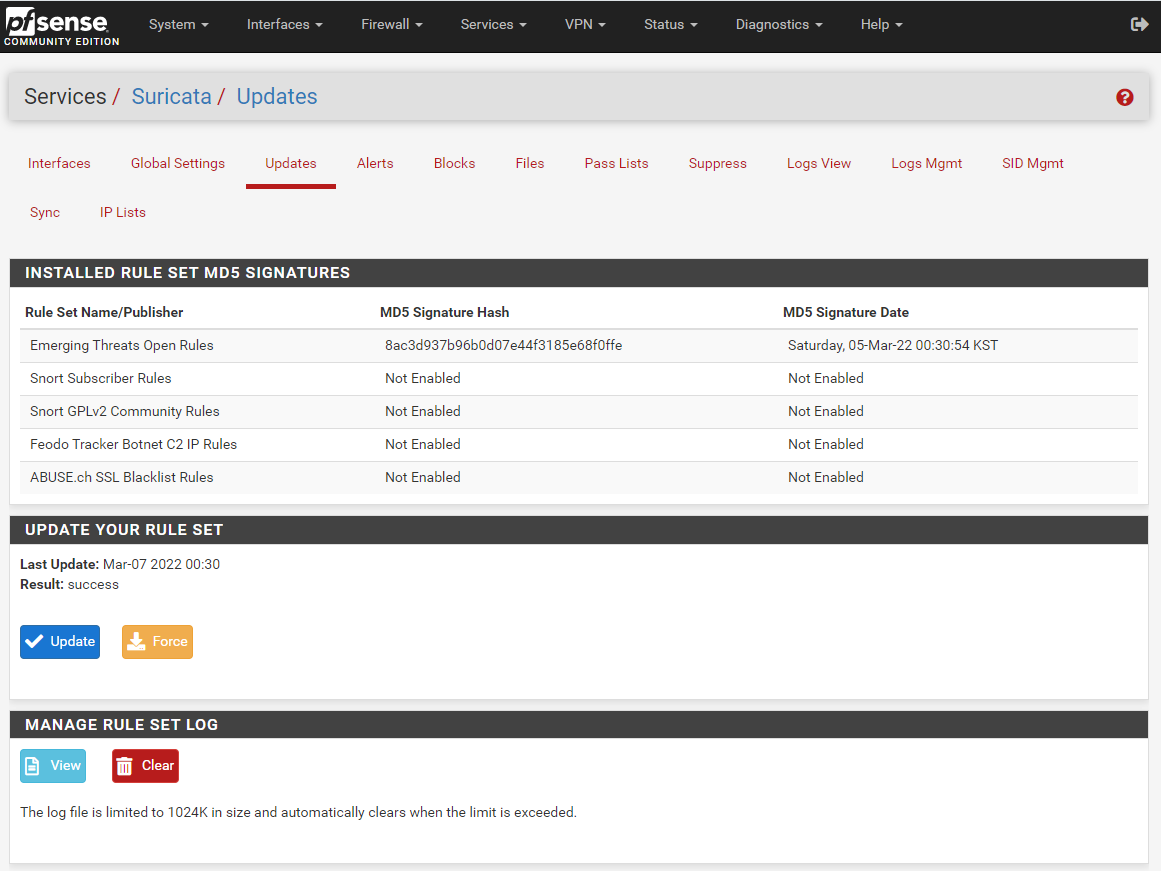 pfsense
COMMUNITY EDITION
System Interfaces Firewall Services VPN Status Diagnostics Help
Services / Suricata / Updates
Interfaces Global Settings Updates Alerts Blocks Files Pass Lists Suppress Logs View Logs Mgmt SID Mgmt
Sync IP Lists
INSTALLED RULE SET MD5 SIGNATURES
Rule Set Name/Publisher MD5 Signature Hash MD5 Signature Date
Emerging Threats Open Rules 8ac3d937b96b0d07e44f3185e68f0ffe Saturday, 05-Mar-22 00:30:54 KST
Snort Subscriber Rules Not Enabled Not Enabled
Snort GPLv2 Community Rules Not Enabled Not Enabled
Feodo Tracker Botnet C2 IP Rules Not Enabled Not Enabled
ABUSE.ch SSL Blacklist Rules Not Enabled Not Enabled
UPDATE YOUR RULE SET
Last Update: Mar-07 2022 00:30
Result: success
Update Force
MANAGE RULE SET LOG
View Clear
The log file is limited to 1024K in size and automatically clears when the limit is exceeded.